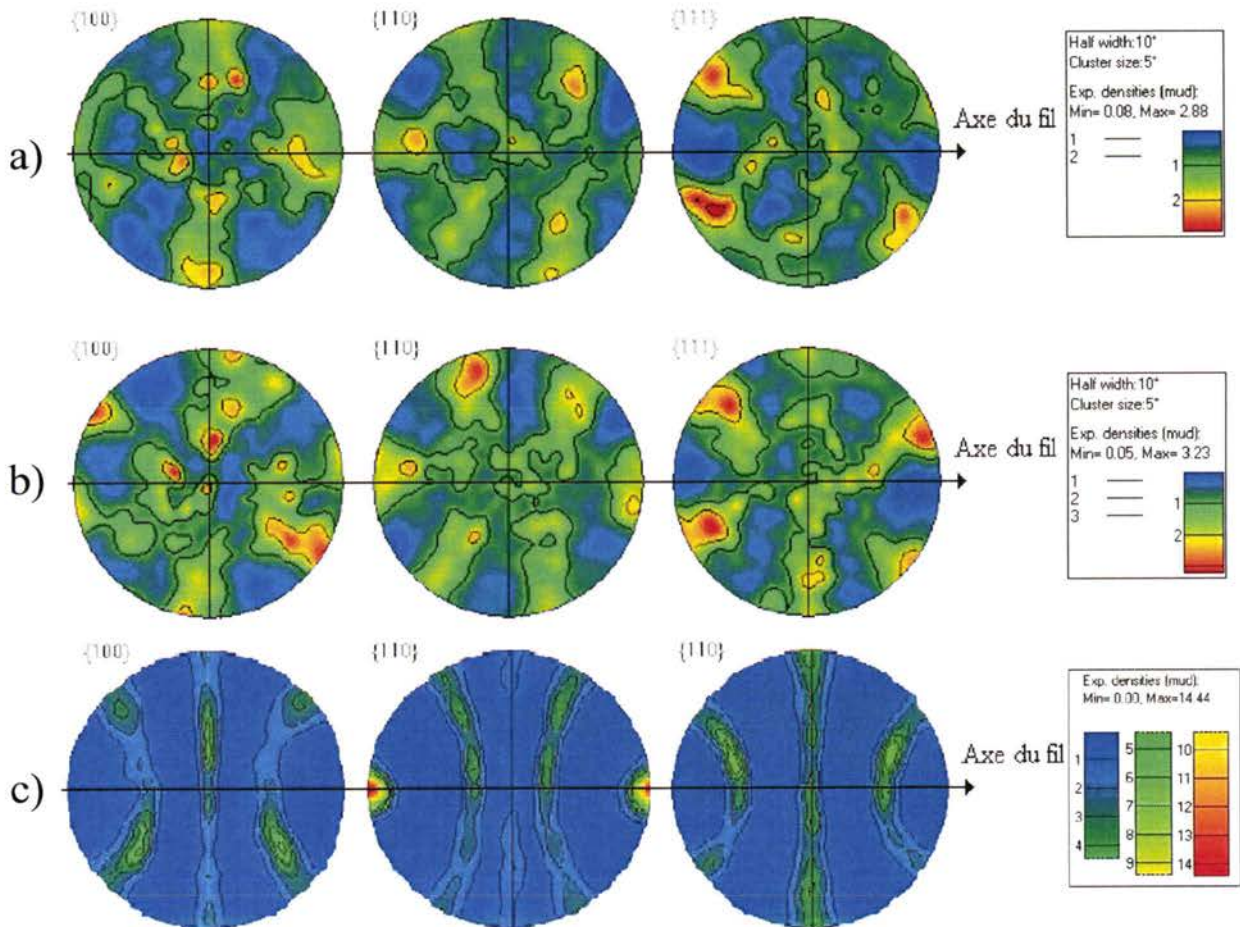 {100}
{110}
{111}
a)
Axe du fil
Half width:10°
Cluster size:5°
Exp. densities (mud):
Min= 0.08, Max= 2.88
1
2
1
2
{100}
{110}
{111}
b)
Axe du fil
Half width:10°
Cluster size:5°
Exp. densities (mud):
Min= 0.05, Max= 3.23
1
2
3
1
2
{100}
{110}
{110}
c)
Axe du fil
Exp. densities (mud):
Min= 0.00, Max=14.44
1
2
3
4
5
6
7
8
9
10
11
12
13
14